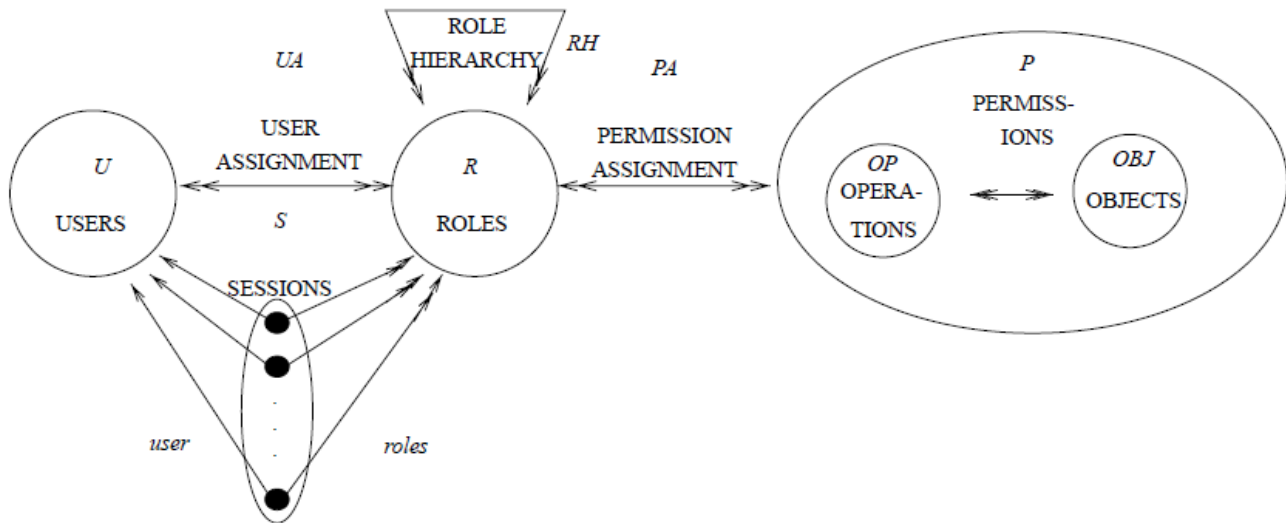 ROLE
HIERARCHY
RH
UA
PA
P
PERMISS-
IONS
USER
ASSIGNMENT
PERMISSION
ASSIGNMENT
U
USERS
R
ROLES
OP
OPERA-
TIONS
OBJ
OBJECTS
S
SESSIONS
user
roles